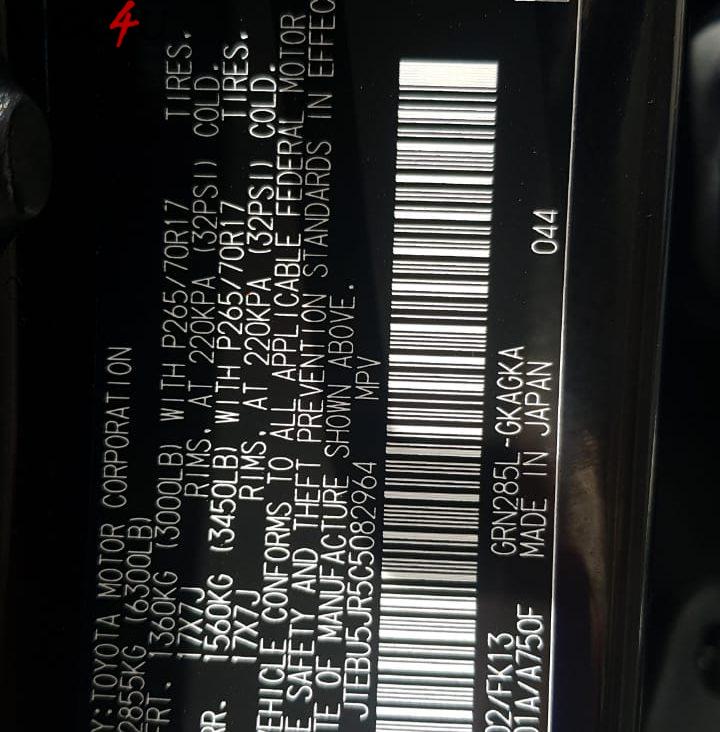 4
Y: TOYOTA MOTOR CORPORATION
2855KG (6300LB)
FRT. 1360KG (3000LB) WITH P265/70R17 TIRES.
17X7J RIMS, AT 220KPA (32PSI) COLD.
RR. 1560KG (3450LB) WITH P265/70R17 TIRES.
17X7J RIMS, AT 220KPA (32PSI) COLD.
VEHICLE CONFORMS TO ALL APPLICABLE FEDERAL MOTOR
E SAFETY AND THEFT PREVENTION STANDARDS IN EFFEC
TE OF MANUFACTURE SHOWN ABOVE.
JTEBU5JR5C5082964 MPV
02/FK13 GRN285L-GKAGKA
01A/A750F MADE IN JAPAN 044